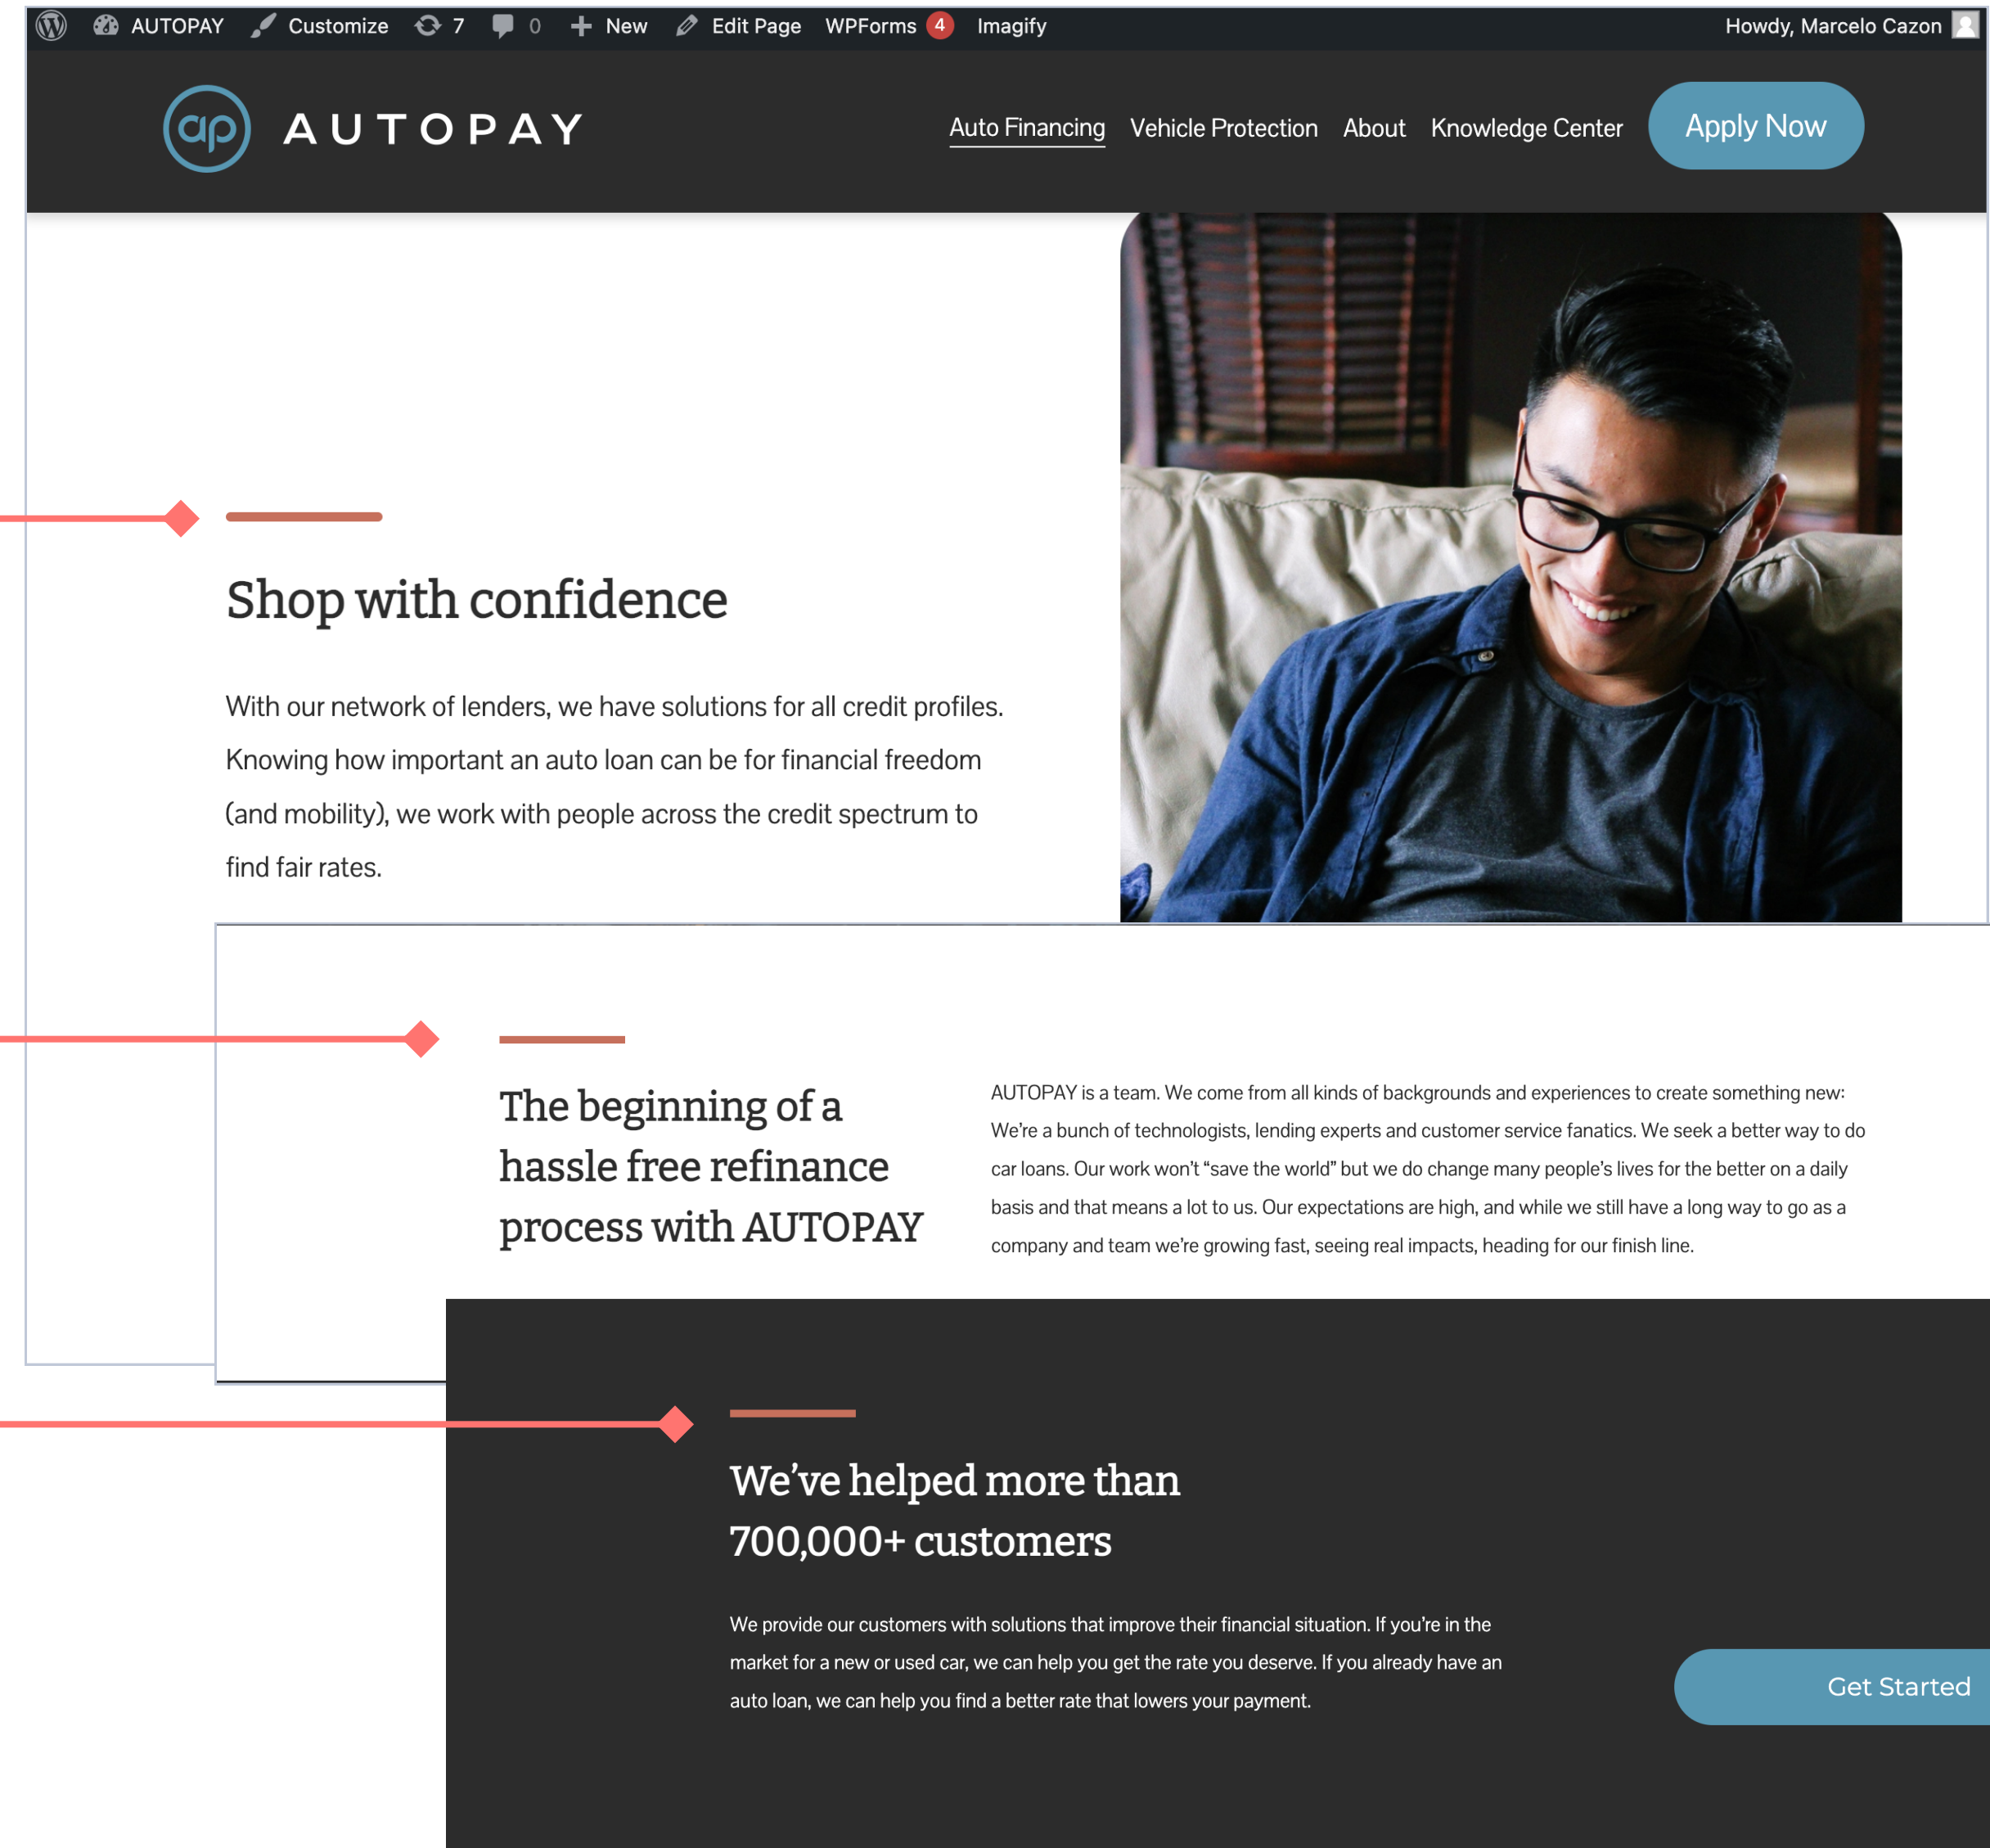 AUTOPAY Customize 7 0 New Edit Page WPForms 4 Imagify Howdy, Marcelo Cazon
ap AUTOPAY Auto Financing Vehicle Protection About Knowledge Center Apply Now
Shop with confidence
With our network of lenders, we have solutions for all credit profiles.
Knowing how important an auto loan can be for financial freedom
(and mobility), we work with people across the credit spectrum to
find fair rates.
The beginning of a
hassle free refinance
process with AUTOPAY
AUTOPAY is a team. We come from all kinds of backgrounds and experiences to create something new:
We’re a bunch of technologists, lending experts and customer service fanatics. We seek a better way to do
car loans. Our work won’t “save the world” but we do change many people’s lives for the better on a daily
basis and that means a lot to us. Our expectations are high, and while we still have a long way to go as a
company and team we’re growing fast, seeing real impacts, heading for our finish line.
We’ve helped more than
700,000+ customers
We provide our customers with solutions that improve their financial situation. If you’re in the
market for a new or used car, we can help you get the rate you deserve. If you already have an
auto loan, we can help you find a better rate that lowers your payment.
Get Started